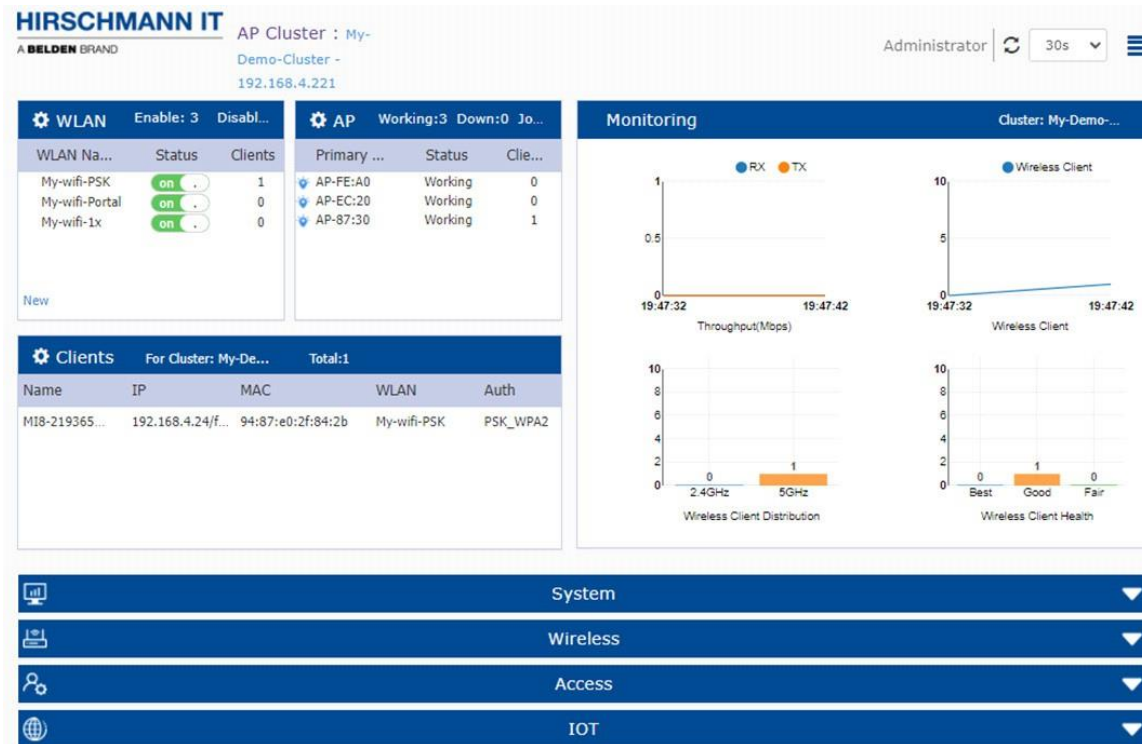 HIRSCHMANN IT
A BELDEN BRAND
AP Cluster : My-
Demo-Cluster -
192.168.4.221
Administrator 30s
WLAN Enable: 3 Disabl...
WLAN Na... Status Clients
My-wifi-PSK on . 1
My-wifi-Portal on . 0
My-wifi-1x on . 0
New
AP Working:3 Down:0 Jo...
Primary ... Status Clie...
AP-FE:A0 Working 0
AP-EC:20 Working 0
AP-87:30 Working 1
Clients For Cluster: My-De... Total:1
Name IP MAC WLAN Auth
MI8-219365... 192.168.4.24/f... 94:87:e0:2f:84:2b My-wifi-PSK PSK_WPA2
Monitoring Cluster: My-Demo-...
RX TX
1
0.5
0
19:47:32 19:47:42
Throughput(Mbps)
Wireless Client
10
5
0
19:47:32 19:47:42
Wireless Client
10
8
6
4
2
0
0 1
2.4GHz 5GHz
Wireless Client Distribution
10
8
6
4
2
0
0 1 0
Best Good Fair
Wireless Client Health
System
Wireless
Access
IOT